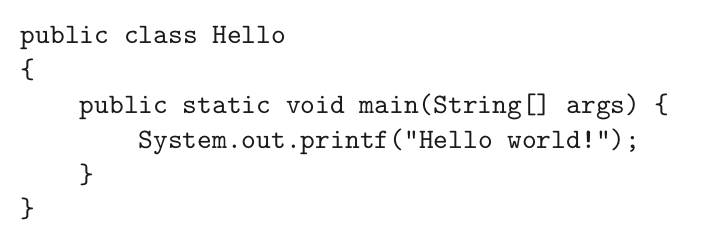 public class Hello
{
    public static void main(String[] args) {
        System.out.printf("Hello world!");
    }
}